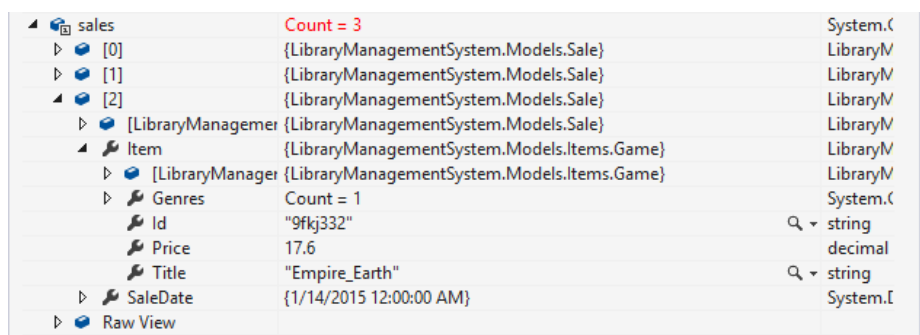 sales Count = 3 System.C
[0] {LibraryManagementSystem.Models.Sale} LibraryM
[1] {LibraryManagementSystem.Models.Sale} LibraryM
[2] {LibraryManagementSystem.Models.Sale} LibraryM
[LibraryManagemer {LibraryManagementSystem.Models.Sale} LibraryM
Item {LibraryManagementSystem.Models.Items.Game} LibraryM
[LibraryManager {LibraryManagementSystem.Models.Items.Game} LibraryM
Genres Count = 1 System.C
Id "9fkj332" string
Price 17.6 decimal
Title "Empire_Earth" string
SaleDate {1/14/2015 12:00:00 AM} System.D
Raw View